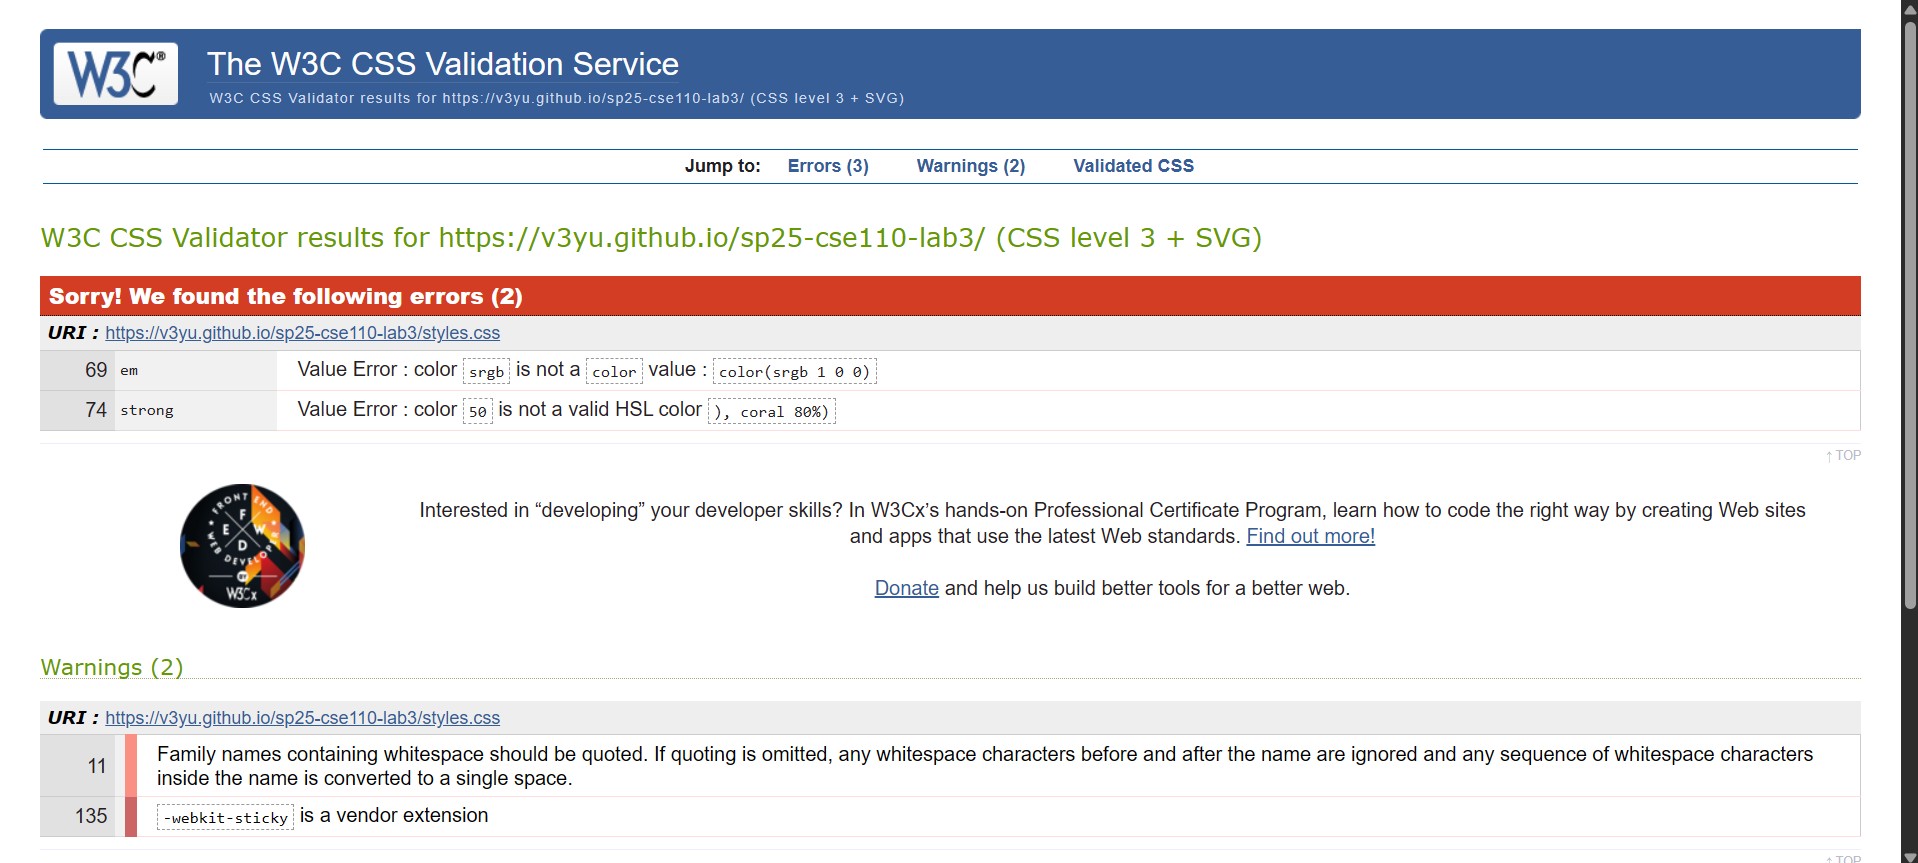 W3C®
The W3C CSS Validation Service
W3C CSS Validator results for https://v3yu.github.io/sp25-cse110-lab3/ (CSS level 3 + SVG)
Jump to: Errors (3) Warnings (2) Validated CSS
W3C CSS Validator results for https://v3yu.github.io/sp25-cse110-lab3/ (CSS level 3 + SVG)
Sorry! We found the following errors (2)
URI : https://v3yu.github.io/sp25-cse110-lab3/styles.css
69 em Value Error : color srgb is not a color value : color(srgb 1 0 0)
74 strong Value Error : color 50 is not a valid HSL color ), coral 80%)
↑ TOP
FRONT END
F
E W
D
WEB DEVELOPER
BY
W3Cx
Interested in “developing” your developer skills? In W3Cx’s hands-on Professional Certificate Program, learn how to code the right way by creating Web sites
and apps that use the latest Web standards. Find out more!
Donate and help us build better tools for a better web.
Warnings (2)
URI : https://v3yu.github.io/sp25-cse110-lab3/styles.css
11 Family names containing whitespace should be quoted. If quoting is omitted, any whitespace characters before and after the name are ignored and any sequence of whitespace characters
inside the name is converted to a single space.
135 -webkit-sticky is a vendor extension
↑ TOP